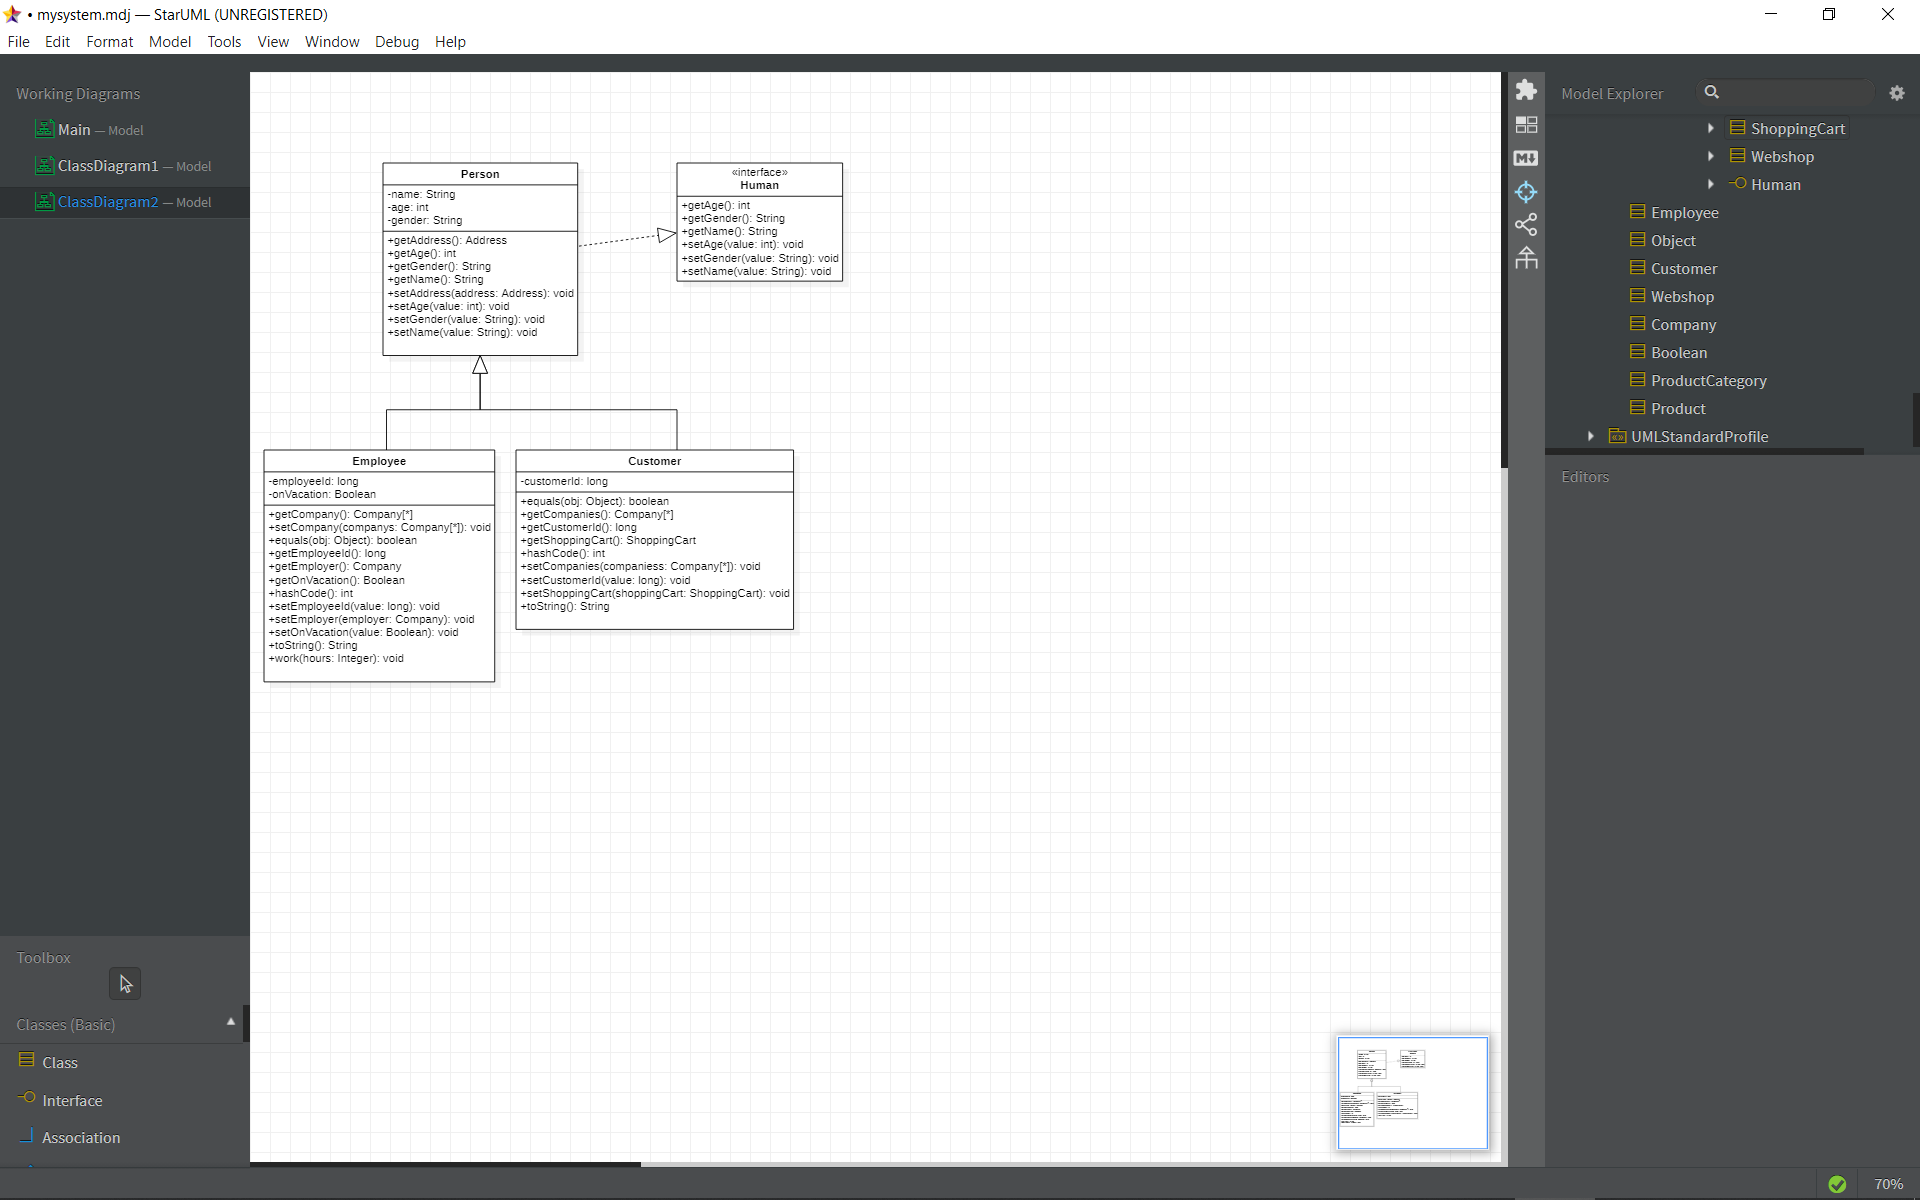 • mysystem.mdj — StarUML (UNREGISTERED)
File Edit Format Model Tools View Window Debug Help
Working Diagrams
Main — Model
ClassDiagram1 — Model
ClassDiagram2 — Model
Toolbox
Classes (Basic)
Class
Interface
Association
Person
-name: String
-age: int
-gender: String
+getAddress(): Address
+getAge(): int
+getGender(): String
+getName(): String
+setAddress(address: Address): void
+setAge(value: int): void
+setGender(value: String): void
+setName(value: String): void
«interface»
Human
+getAge(): int
+getGender(): String
+getName(): String
+setAge(value: int): void
+setGender(value: String): void
+setName(value: String): void
Employee
-employeeId: long
-onVacation: Boolean
+getCompany(): Company[*]
+setCompany(companys: Company[*]): void
+equals(obj: Object): boolean
+getEmployeeId(): long
+getEmployer(): Company
+getOnVacation(): Boolean
+hashCode(): int
+setEmployeeId(value: long): void
+setEmployer(employer: Company): void
+setOnVacation(value: Boolean): void
+toString(): String
+work(hours: Integer): void
Customer
-customerId: long
+equals(obj: Object): boolean
+getCompanies(): Company[*]
+getCustomerId(): long
+getShoppingCart(): ShoppingCart
+hashCode(): int
+setCompanies(companiess: Company[*]): void
+setCustomerId(value: long): void
+setShoppingCart(shoppingCart: ShoppingCart): void
+toString(): String
M
Model Explorer
ShoppingCart
Webshop
Human
Employee
Object
Customer
Webshop
Company
Boolean
ProductCategory
Product
UMLStandardProfile
Editors
70%